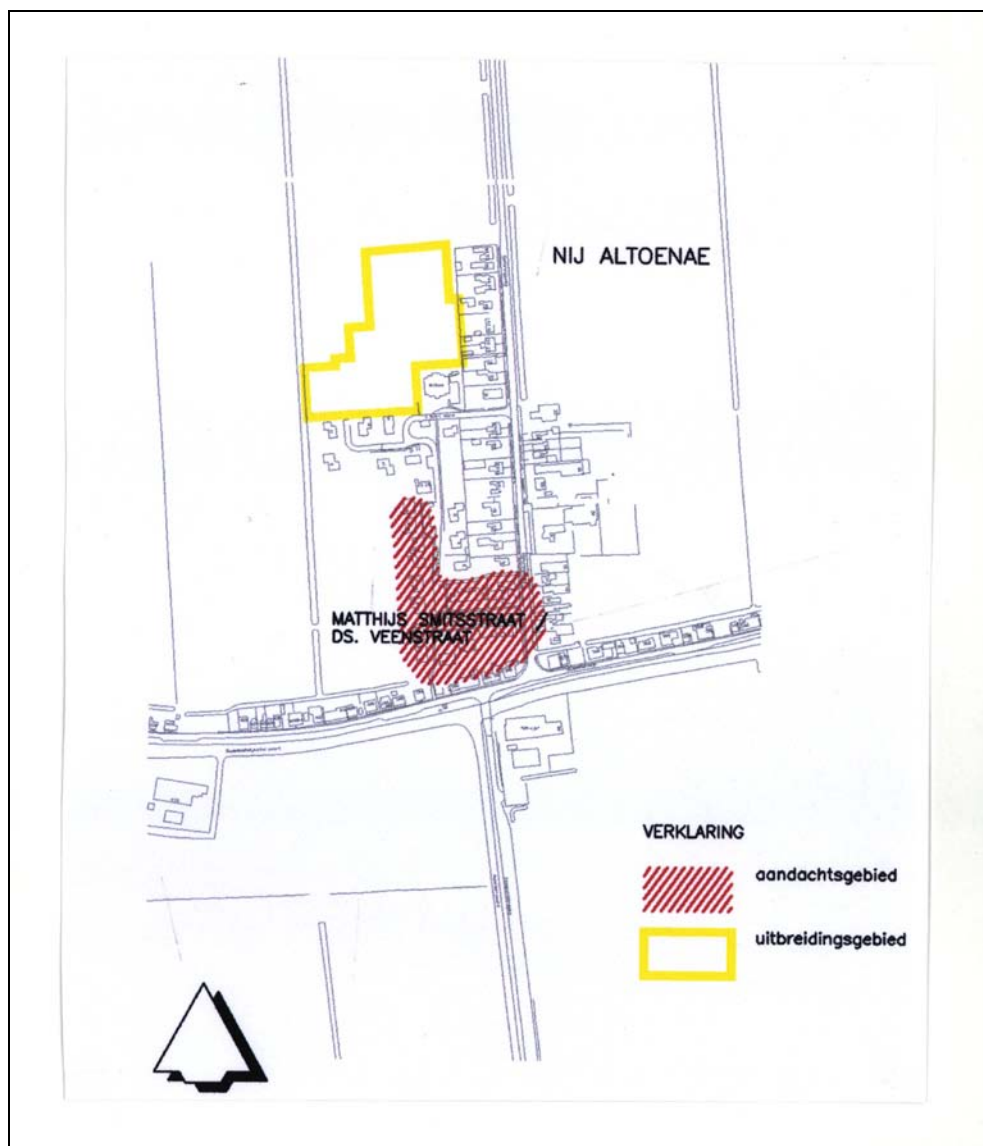 NIJ ALTOENAE
MATTHIJS SMITSSTRAAT /
DS. VEENSTRAAT
VERKLARING
aandachtsgebied
uitbreidingsgebied